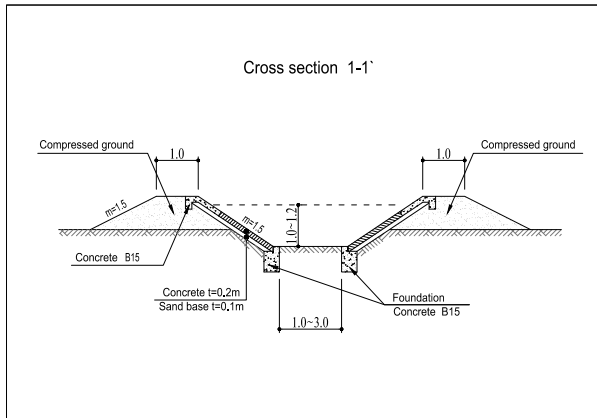 Cross section 1-1`
Compressed ground
Compressed ground
1.0
1.0
m=1.5
m=1.5
1.0~1.2
Concrete B15
Concrete t=0.2m
Sand base t=0.1m
Foundation
Concrete B15
1.0~3.0